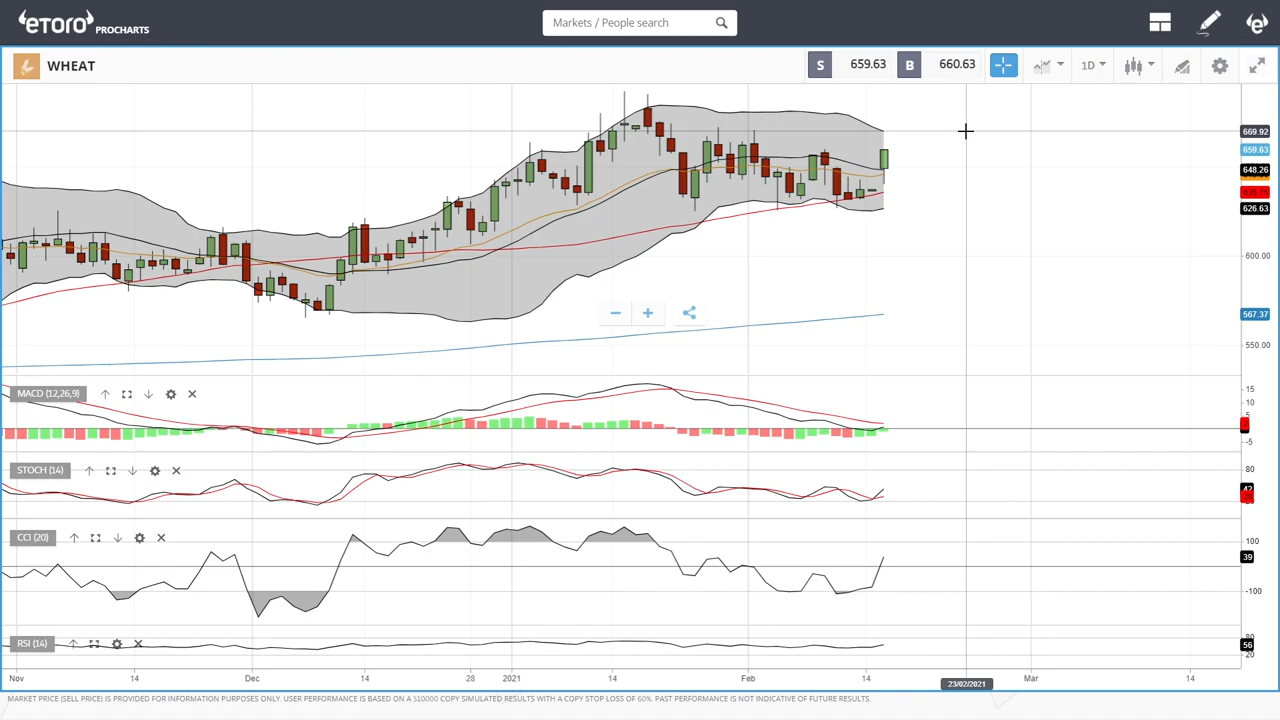 eToro PROCHARTS
Markets / People search
WHEAT
S 659.63 B 660.63 1D
669.92
659.63
648.26
626.63
600.00
567.37
550.00
MACD (12,26,9)
15
10
5
-5
STOCH (14)
80
42
CCI (20)
100
39
-100
RSI (14)
80
56
20
Nov 14 Dec 14 28 2021 14 Feb 14 Mar 14
23/02/2021
MARKET PRICE (SELL PRICE) IS PROVIDED FOR INFORMATION PURPOSES ONLY. USER PERFORMANCE IS BASED ON A $10000 COPY SIMULATED RESULTS WITH A COPY STOP LOSS OF 60%. PAST PERFORMANCE IS NOT INDICATIVE OF FUTURE RESULTS.